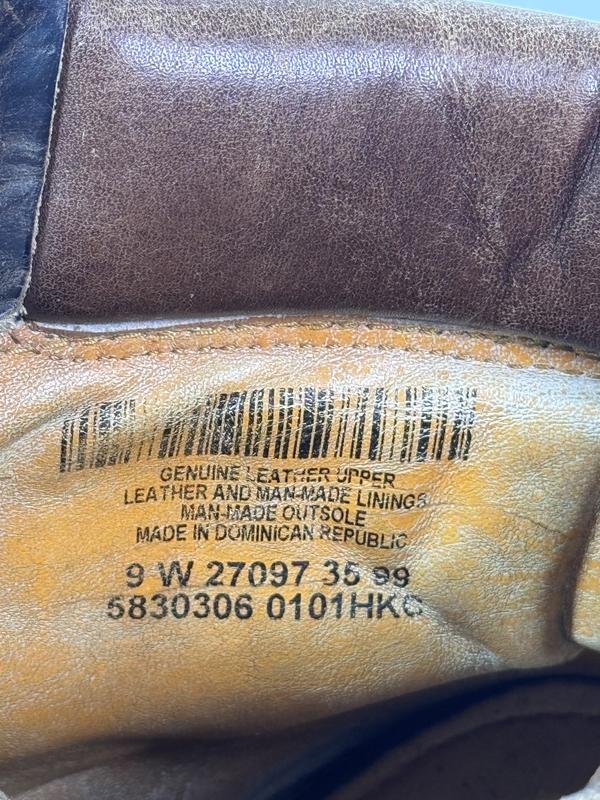 GENUINE LEATHER UPPER
LEATHER AND MAN-MADE LININGS
MAN-MADE OUTSOLE
MADE IN DOMINICAN REPUBLIC
9 W 27097 35 99
5830306 0101HKC